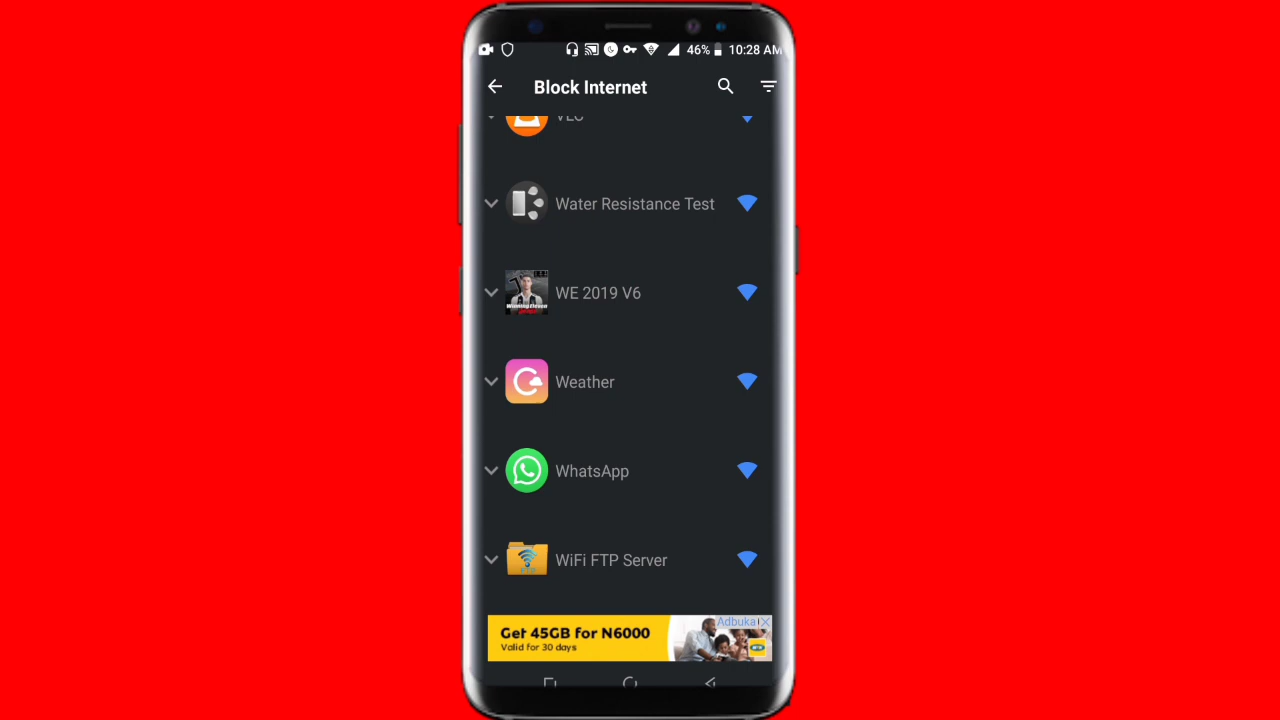 46% 10:28 AM
Block Internet
VLC
Water Resistance Test
WE 2019 V6
Weather
WhatsApp
FTP
WiFi FTP Server
Adbuka
Get 45GB for N6000
Valid for 30 days